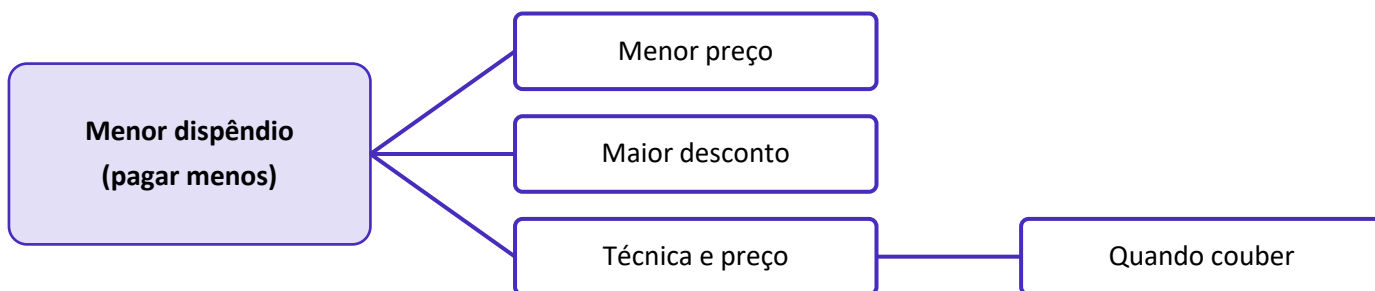 Menor dispêndio
(pagar menos)
Menor preço
Maior desconto
Técnica e preço
Quando couber